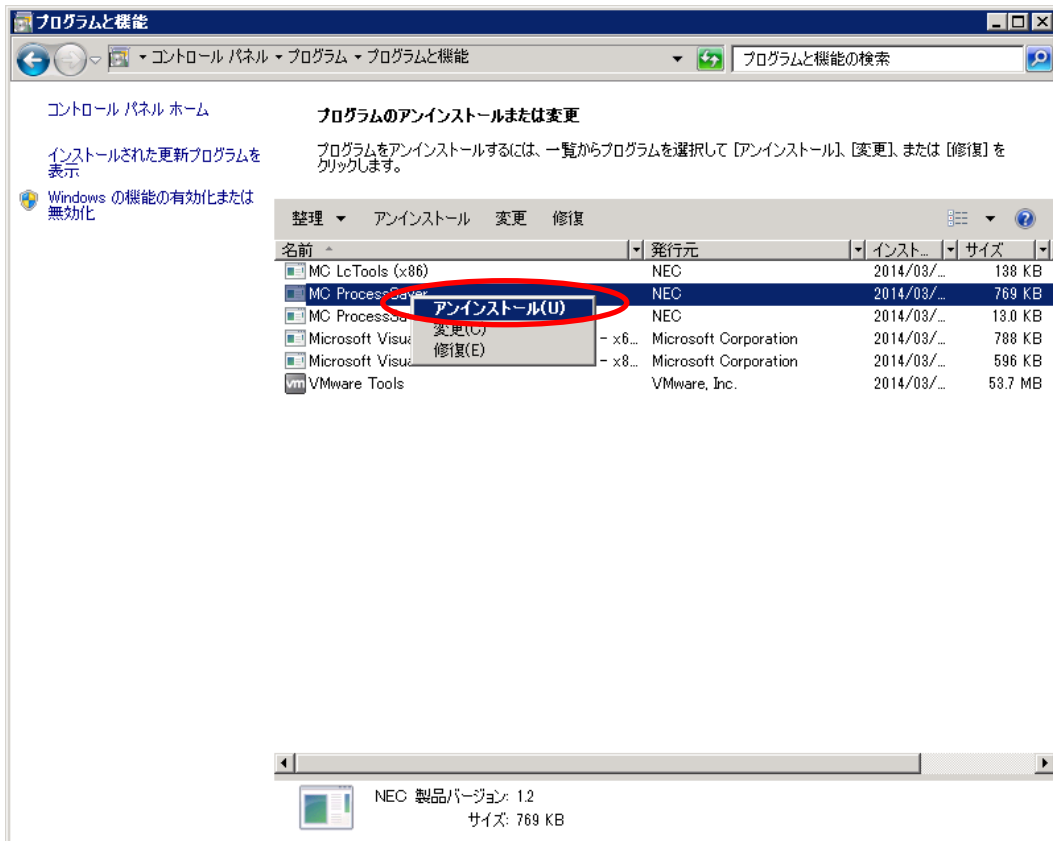 プログラムと機能
コントロール パネル ▾ プログラム ▾ プログラムと機能
プログラムと機能の検索
コントロール パネル ホーム
インストールされた更新プログラムを
表示
Windows の機能の有効化または
無効化
プログラムのアンインストールまたは変更
プログラムをアンインストールするには、一覧からプログラムを選択して [アンインストール]、[変更]、または [修復] を
クリックします。
整理 ▼ アンインストール 変更 修復
名前 発行元 インスト... サイズ
MC LcTools (x86) NEC 2014/03/... 138 KB
MC ProcessSaver NEC 2014/03/... 769 KB
MC NEC 2014/03/... 13.0 KB
Microsoft - x6... Microsoft Corporation 2014/03/... 788 KB
Microsoft - x8... Microsoft Corporation 2014/03/... 596 KB
vm VMware Tools VMware, Inc. 2014/03/... 53.7 MB
アンインストール(U)
変更(C)
修復(E)
NEC 製品バージョン: 1.2
サイズ: 769 KB